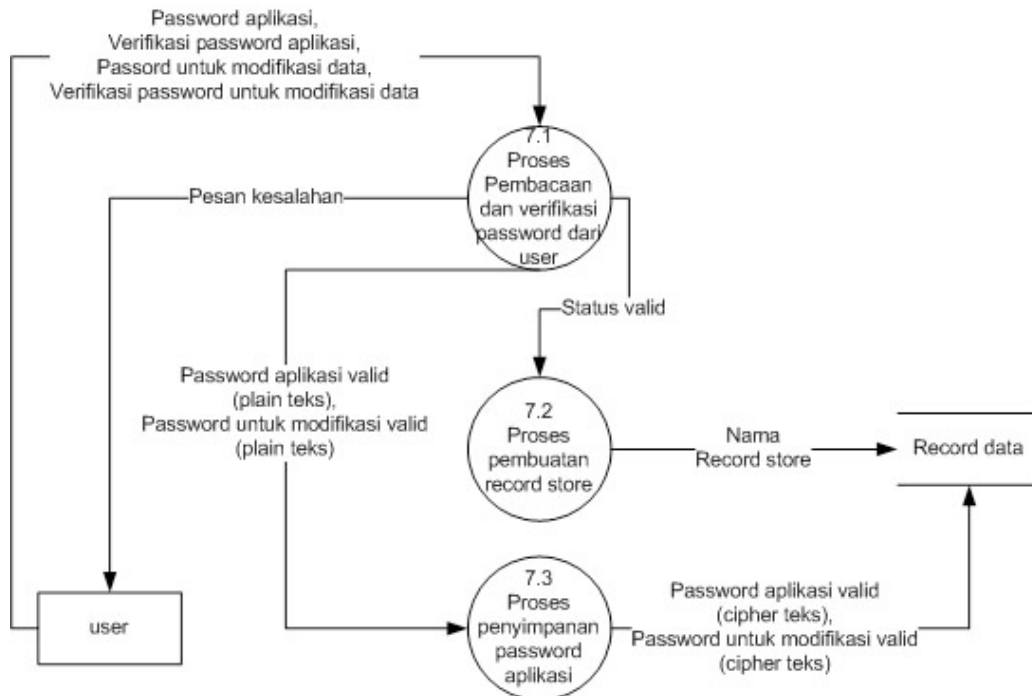 Password aplikasi,
Verifikasi password aplikasi,
Passord untuk modifikasi data,
Verifikasi password untuk modifikasi data
7.1
Proses
Pembacaan
dan verifikasi
password dari
user
Pesan kesalahan
Status valid
Password aplikasi valid
(plain teks),
Password untuk modifikasi valid
(plain teks)
7.2
Proses
pembuatan
record store
Nama
Record store
Record data
user
7.3
Proses
penyimpanan
password
aplikasi
Password aplikasi valid
(cipher teks),
Password untuk modifikasi valid
(cipher teks)